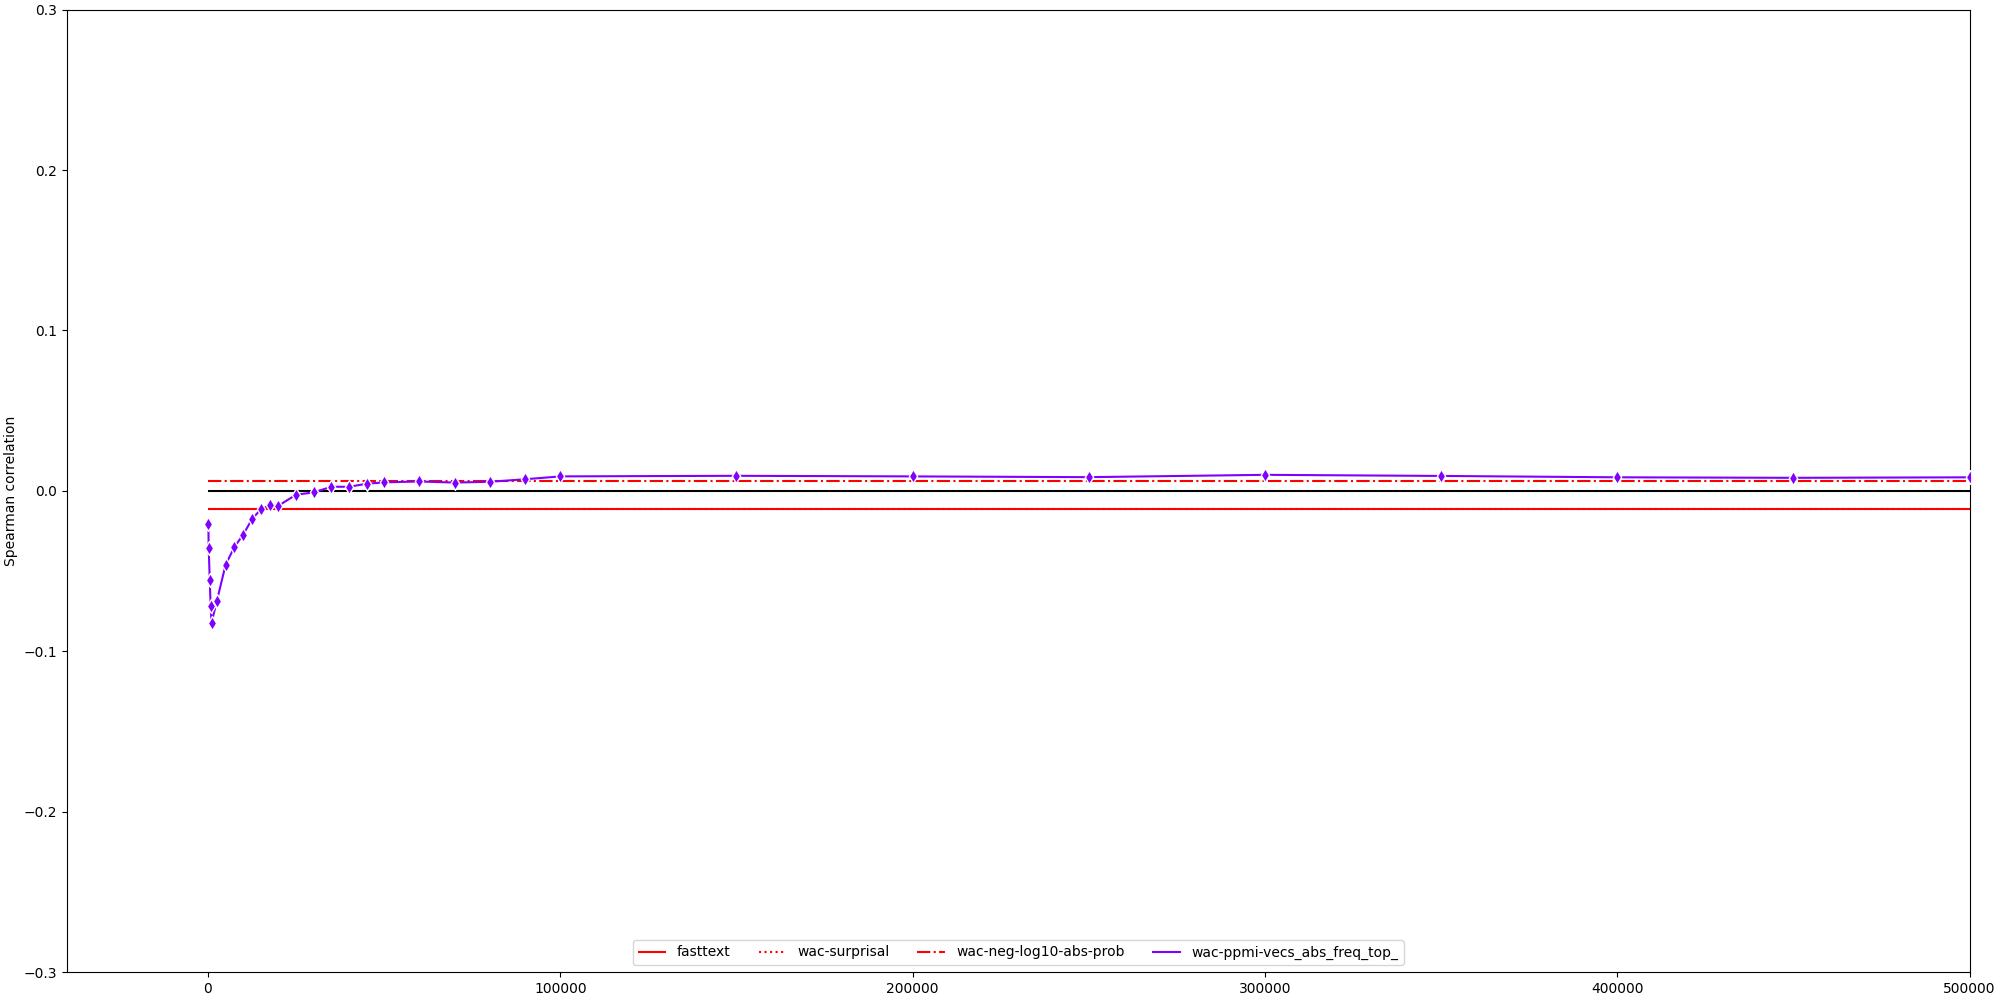 0.3
0.2
0.1
0.0
−0.1
−0.2
−0.3
Spearman correlation
fasttext wac-surprisal wac-neg-log10-abs-prob wac-ppmi-vecs_abs_freq_top_
0 100000 200000 300000 400000 500000